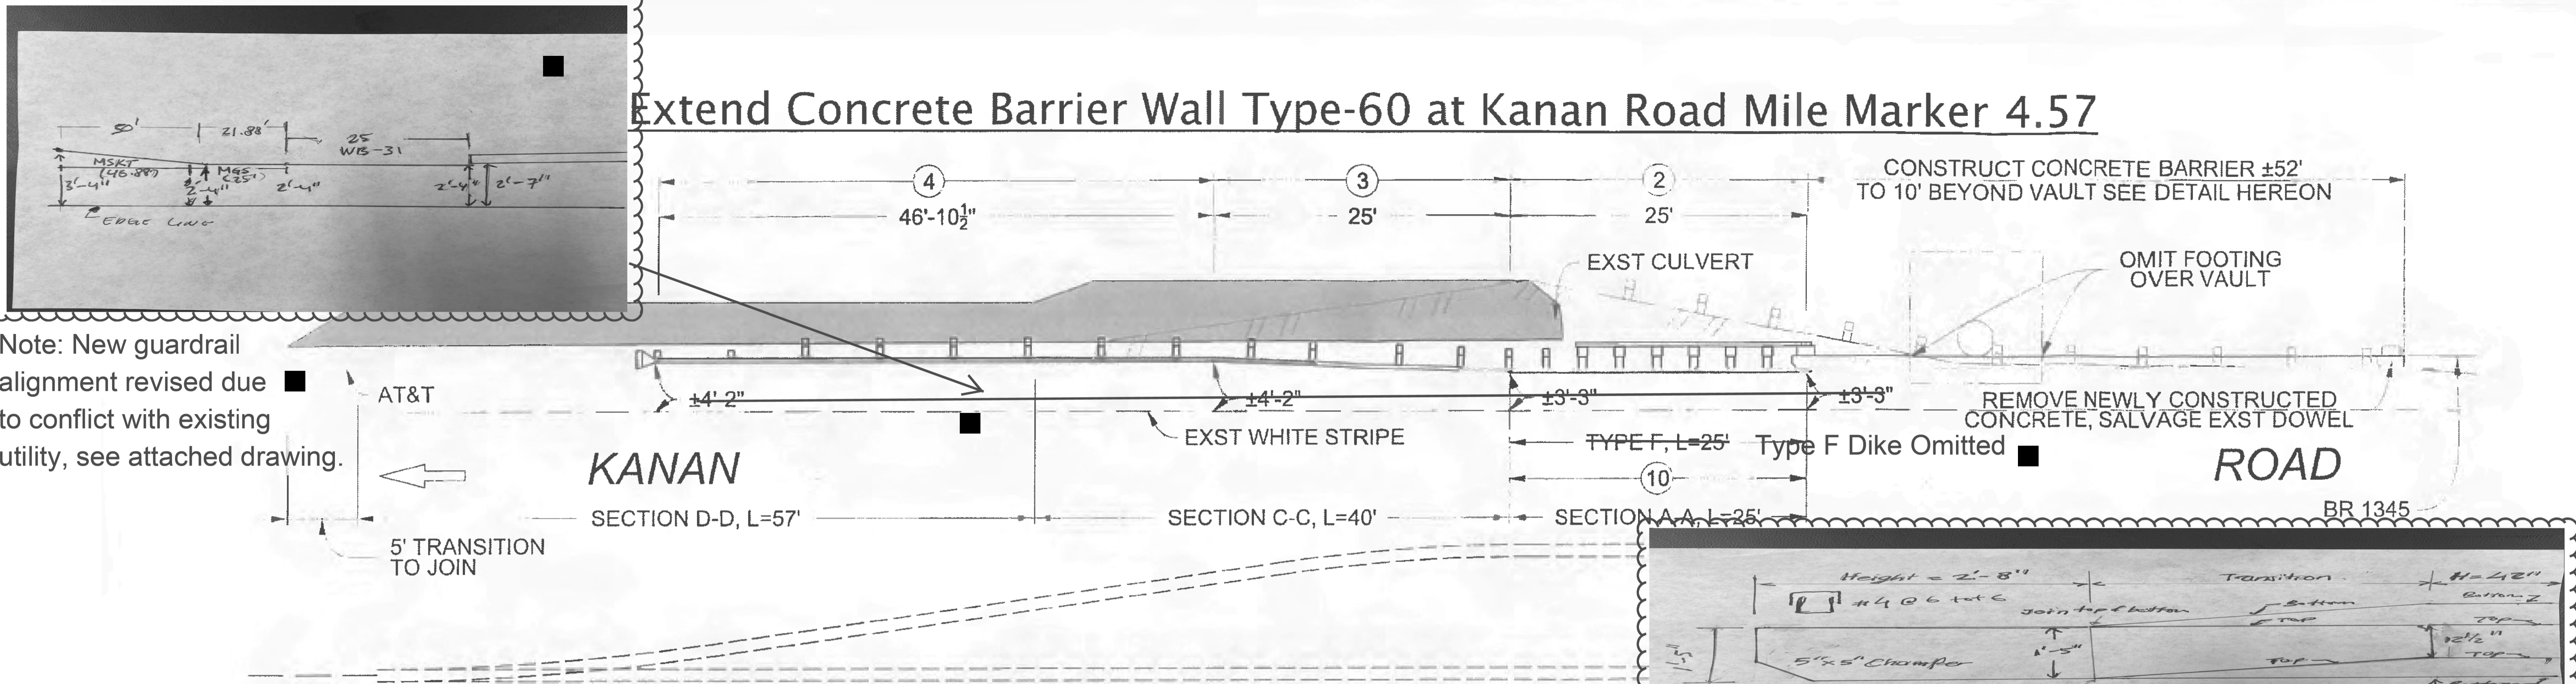 Extend Concrete Barrier Wall Type-60 at Kanan Road Mile Marker 4.57
50'
21.88'
25
WB-31
MSKT
(46.88')
MGS
(25')
3'-4"
2'-4"
2'-4"
2'-4"
2'-7"
EDGE LINE
4
3
2
46'-10½"
25'
25'
CONSTRUCT CONCRETE BARRIER ±52'
TO 10' BEYOND VAULT SEE DETAIL HEREON
EXST CULVERT
OMIT FOOTING
OVER VAULT
Note: New guardrail
alignment revised due
to conflict with existing
utility, see attached drawing.
AT&T
±4'-2"
±4'-2"
±3'-3"
±3'-3"
EXST WHITE STRIPE
REMOVE NEWLY CONSTRUCTED
CONCRETE, SALVAGE EXST DOWEL
TYPE F, L=25'
Type F Dike Omitted
KANAN
ROAD
10
BR 1345
SECTION D-D, L=57'
SECTION C-C, L=40'
SECTION A-A, L=25'
5' TRANSITION
TO JOIN
Height = 2'-8"
Transition
H=42"
#4 @ 6
Join top & bottom
Bottom
Top
Bottom
Top
5"x5" Chamfer
1'-5"
Top
Top